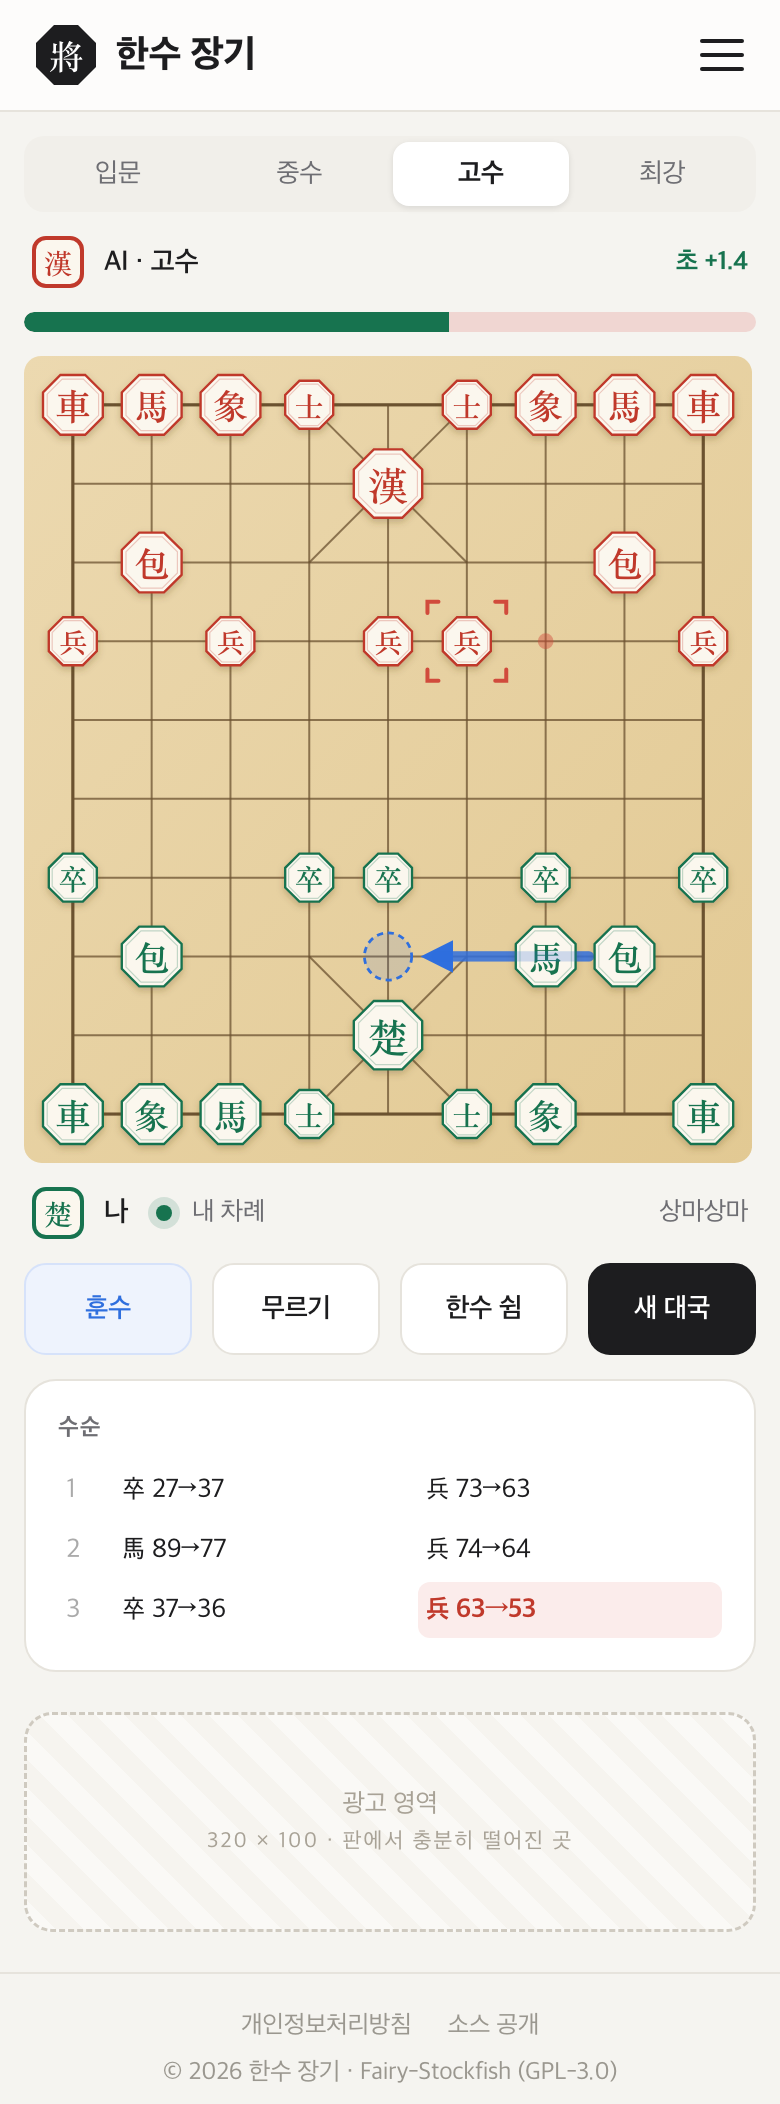 將 한수 장기
입문 중수 고수 최강
漢 AI · 고수 초 +1.4
車 馬 象 士 士 象 馬 車
漢
包 包
兵 兵 兵 兵 兵
卒 卒 卒 卒 卒
包 馬 包
楚
車 象 馬 士 士 象 車
楚 나 내 차례 상마상마
훈수 무르기 한수 쉼 새 대국
수순
1 卒 27→37 兵 73→63
2 馬 89→77 兵 74→64
3 卒 37→36 兵 63→53
광고 영역
320 × 100 · 판에서 충분히 떨어진 곳
개인정보처리방침 소스 공개
© 2026 한수 장기 · Fairy-Stockfish (GPL-3.0)